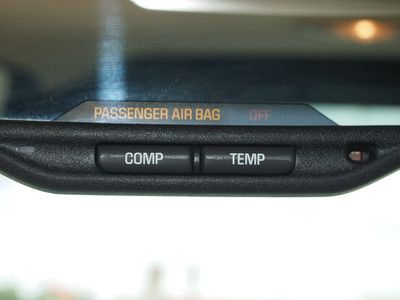 PASSENGER AIR BAG OFF
COMP TEMP